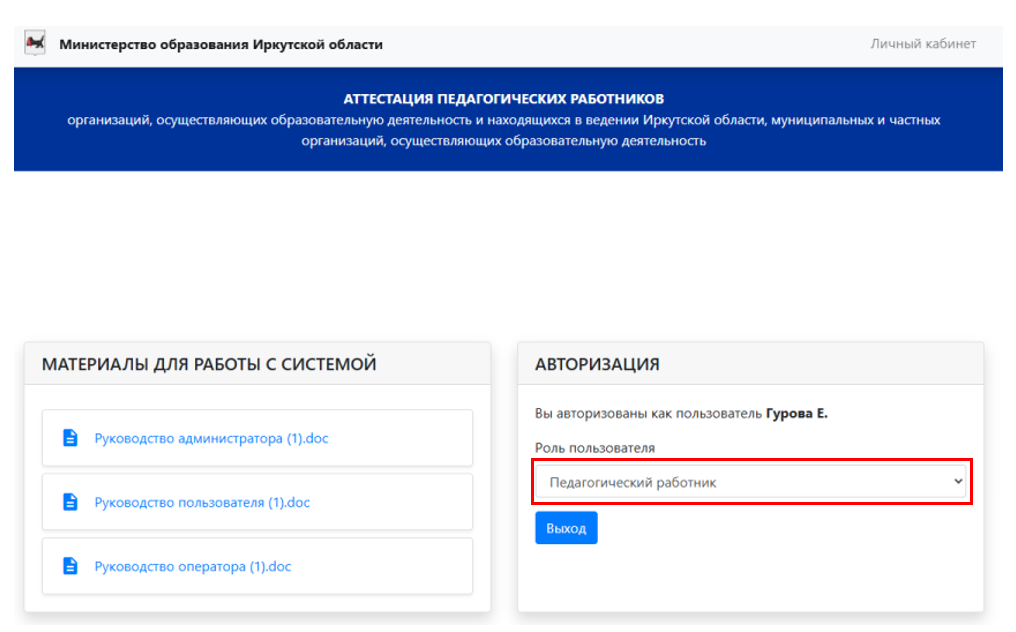 Министерство образования Иркутской области
Личный кабинет
АТТЕСТАЦИЯ ПЕДАГОГИЧЕСКИХ РАБОТНИКОВ
организаций, осуществляющих образовательную деятельность и находящихся в ведении Иркутской области, муниципальных и частных
организаций, осуществляющих образовательную деятельность
МАТЕРИАЛЫ ДЛЯ РАБОТЫ С СИСТЕМОЙ
Руководство администратора (1).doc
Руководство пользователя (1).doc
Руководство оператора (1).doc
АВТОРИЗАЦИЯ
Вы авторизованы как пользователь Гурова Е.
Роль пользователя
Педагогический работник
Выход